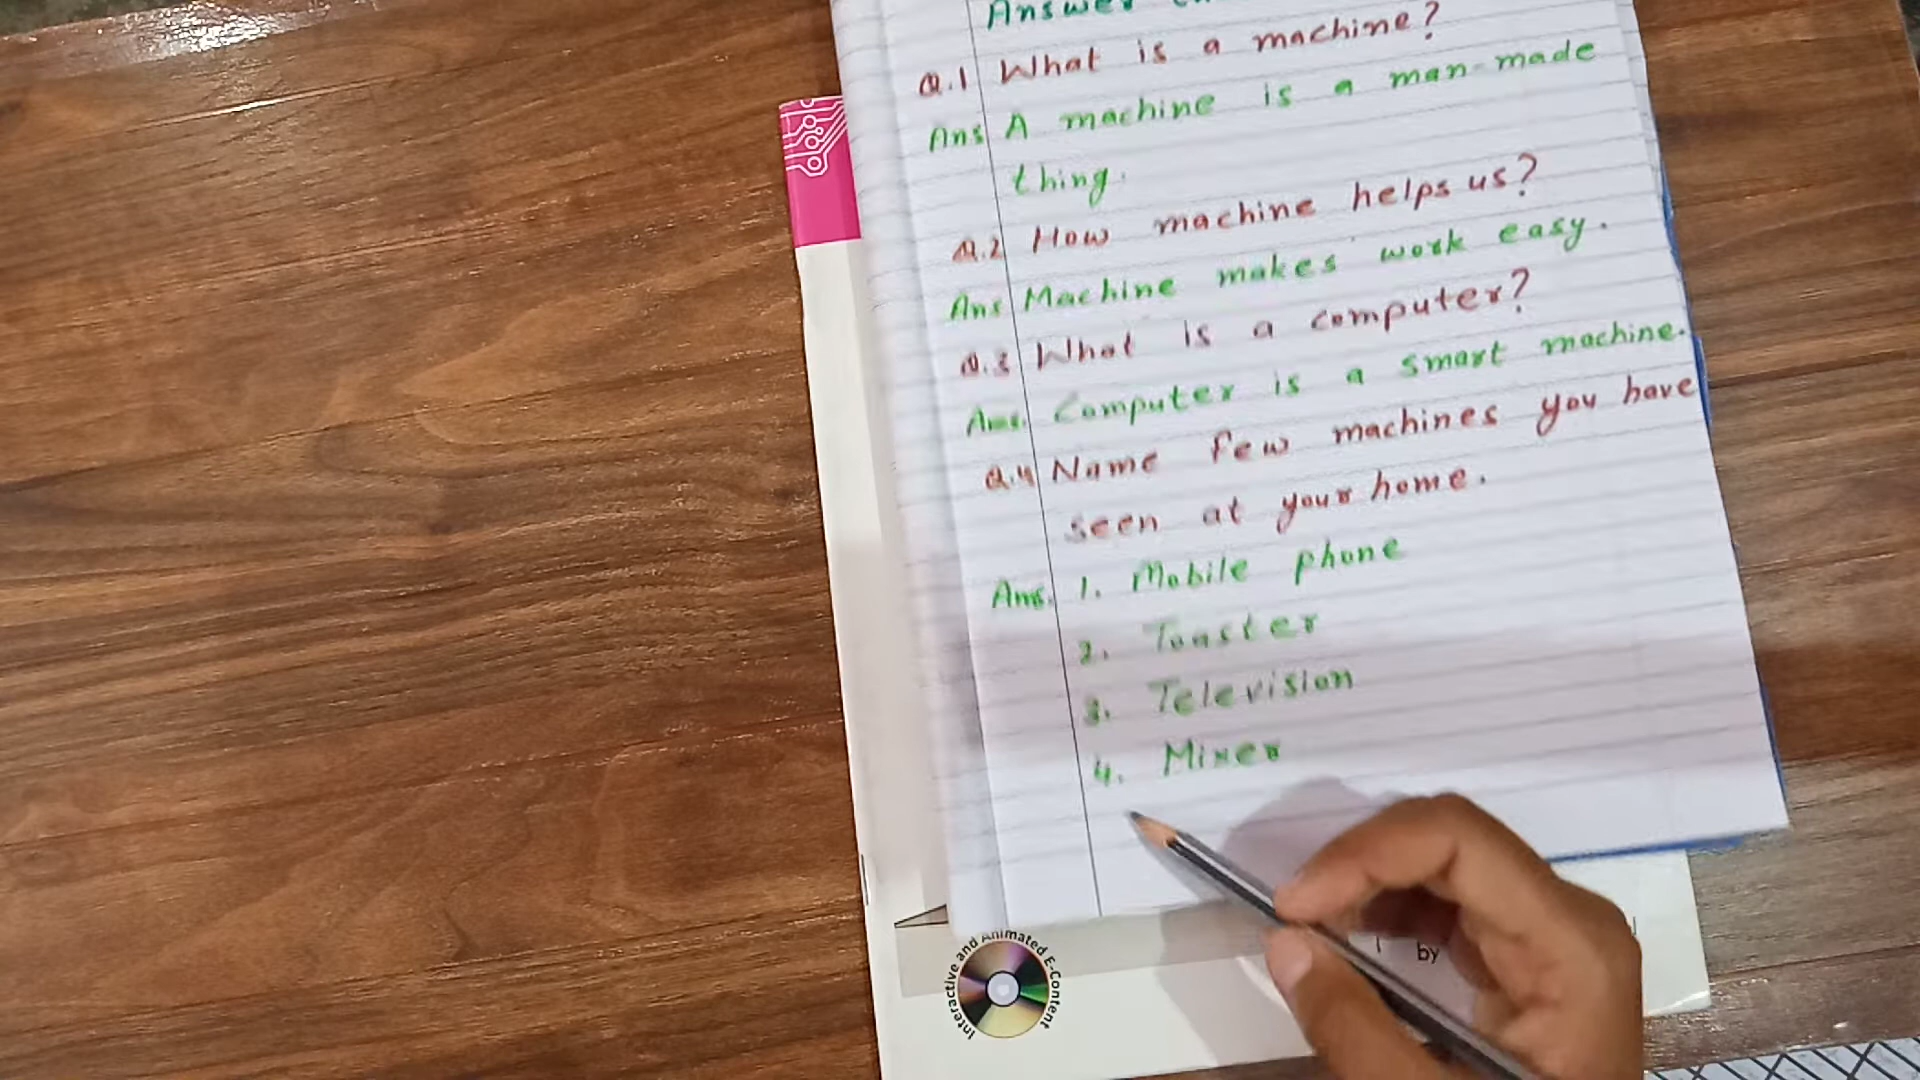 Answer
Q.1 What is a machine?
Ans A machine is a man-made
thing.
Q.2 How machine helps us?
Ans Machine makes work easy.
Q.3 What is a computer?
Ans. Computer is a smart machine.
Q.4 Name few machines you have
seen at your home.
Ans. 1. Mobile phone
2. Toaster
3. Television
4. Mixer
Interactive and Animated E-Content
by